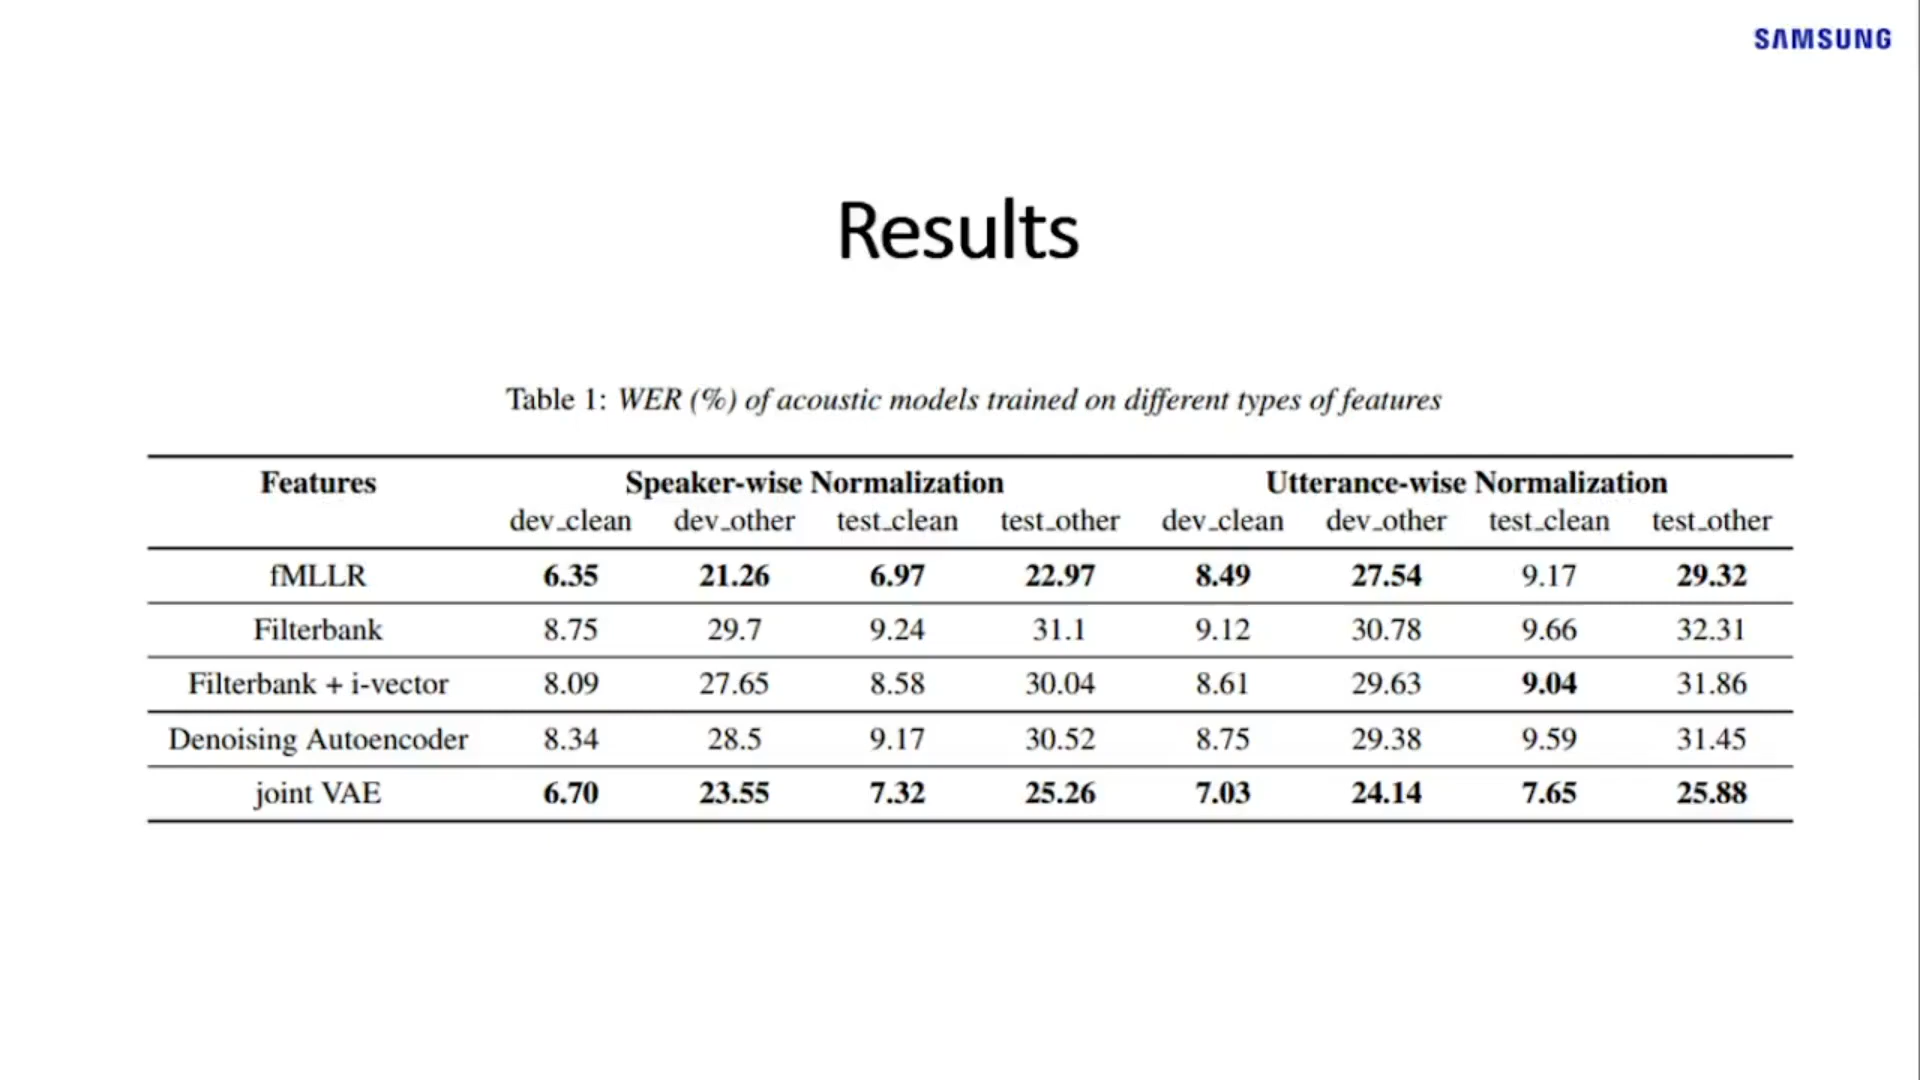 SAMSUNG
Results
Table 1: WER (%) of acoustic models trained on different types of features
Features Speaker-wise Normalization Utterance-wise Normalization
dev_clean dev_other test_clean test_other dev_clean dev_other test_clean test_other
fMLLR 6.35 21.26 6.97 22.97 8.49 27.54 9.17 29.32
Filterbank 8.75 29.7 9.24 31.1 9.12 30.78 9.66 32.31
Filterbank + i-vector 8.09 27.65 8.58 30.04 8.61 29.63 9.04 31.86
Denoising Autoencoder 8.34 28.5 9.17 30.52 8.75 29.38 9.59 31.45
joint VAE 6.70 23.55 7.32 25.26 7.03 24.14 7.65 25.88